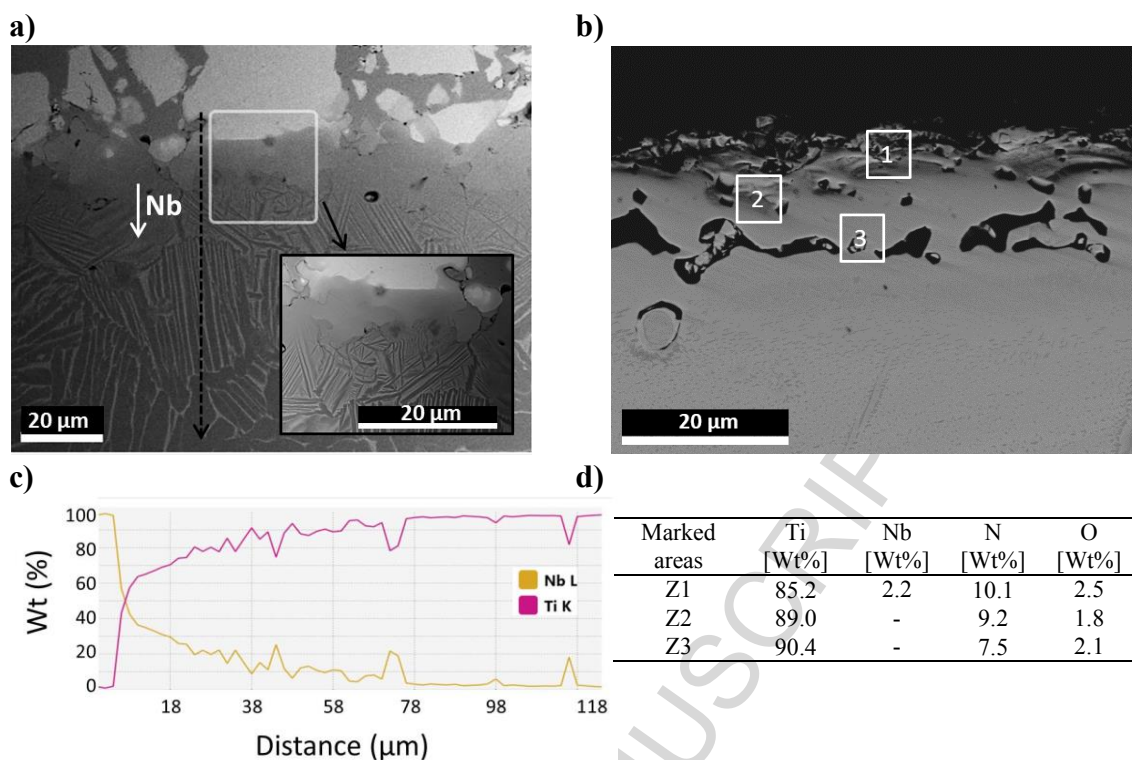 a)
b)
Nb
20 µm
20 µm
1
2
3
20 µm
c)
d)
100
80
60
40
20
0
Wt (%)
Nb L
Ti K
18 38 58 78 98 118
Distance (µm)
Marked areas Ti [Wt%] Nb [Wt%] N [Wt%] O [Wt%]
Z1 85.2 2.2 10.1 2.5
Z2 89.0 - 9.2 1.8
Z3 90.4 - 7.5 2.1